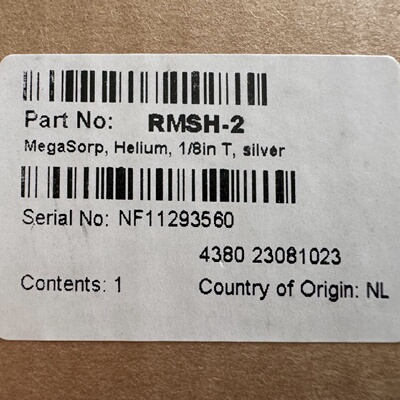 Part No: RMSH-2
MegaSorp, Helium, 1/8in T, silver
Serial No: NF11293560
4380 23081023
Contents: 1 Country of Origin: NL